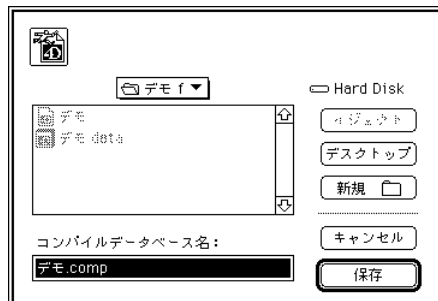 デモ f ▼
Hard Disk
デモ
デモ data
イジェクト
デスクトップ
新規
コンパイルデータベース名：
キャンセル
デモ.comp
保存